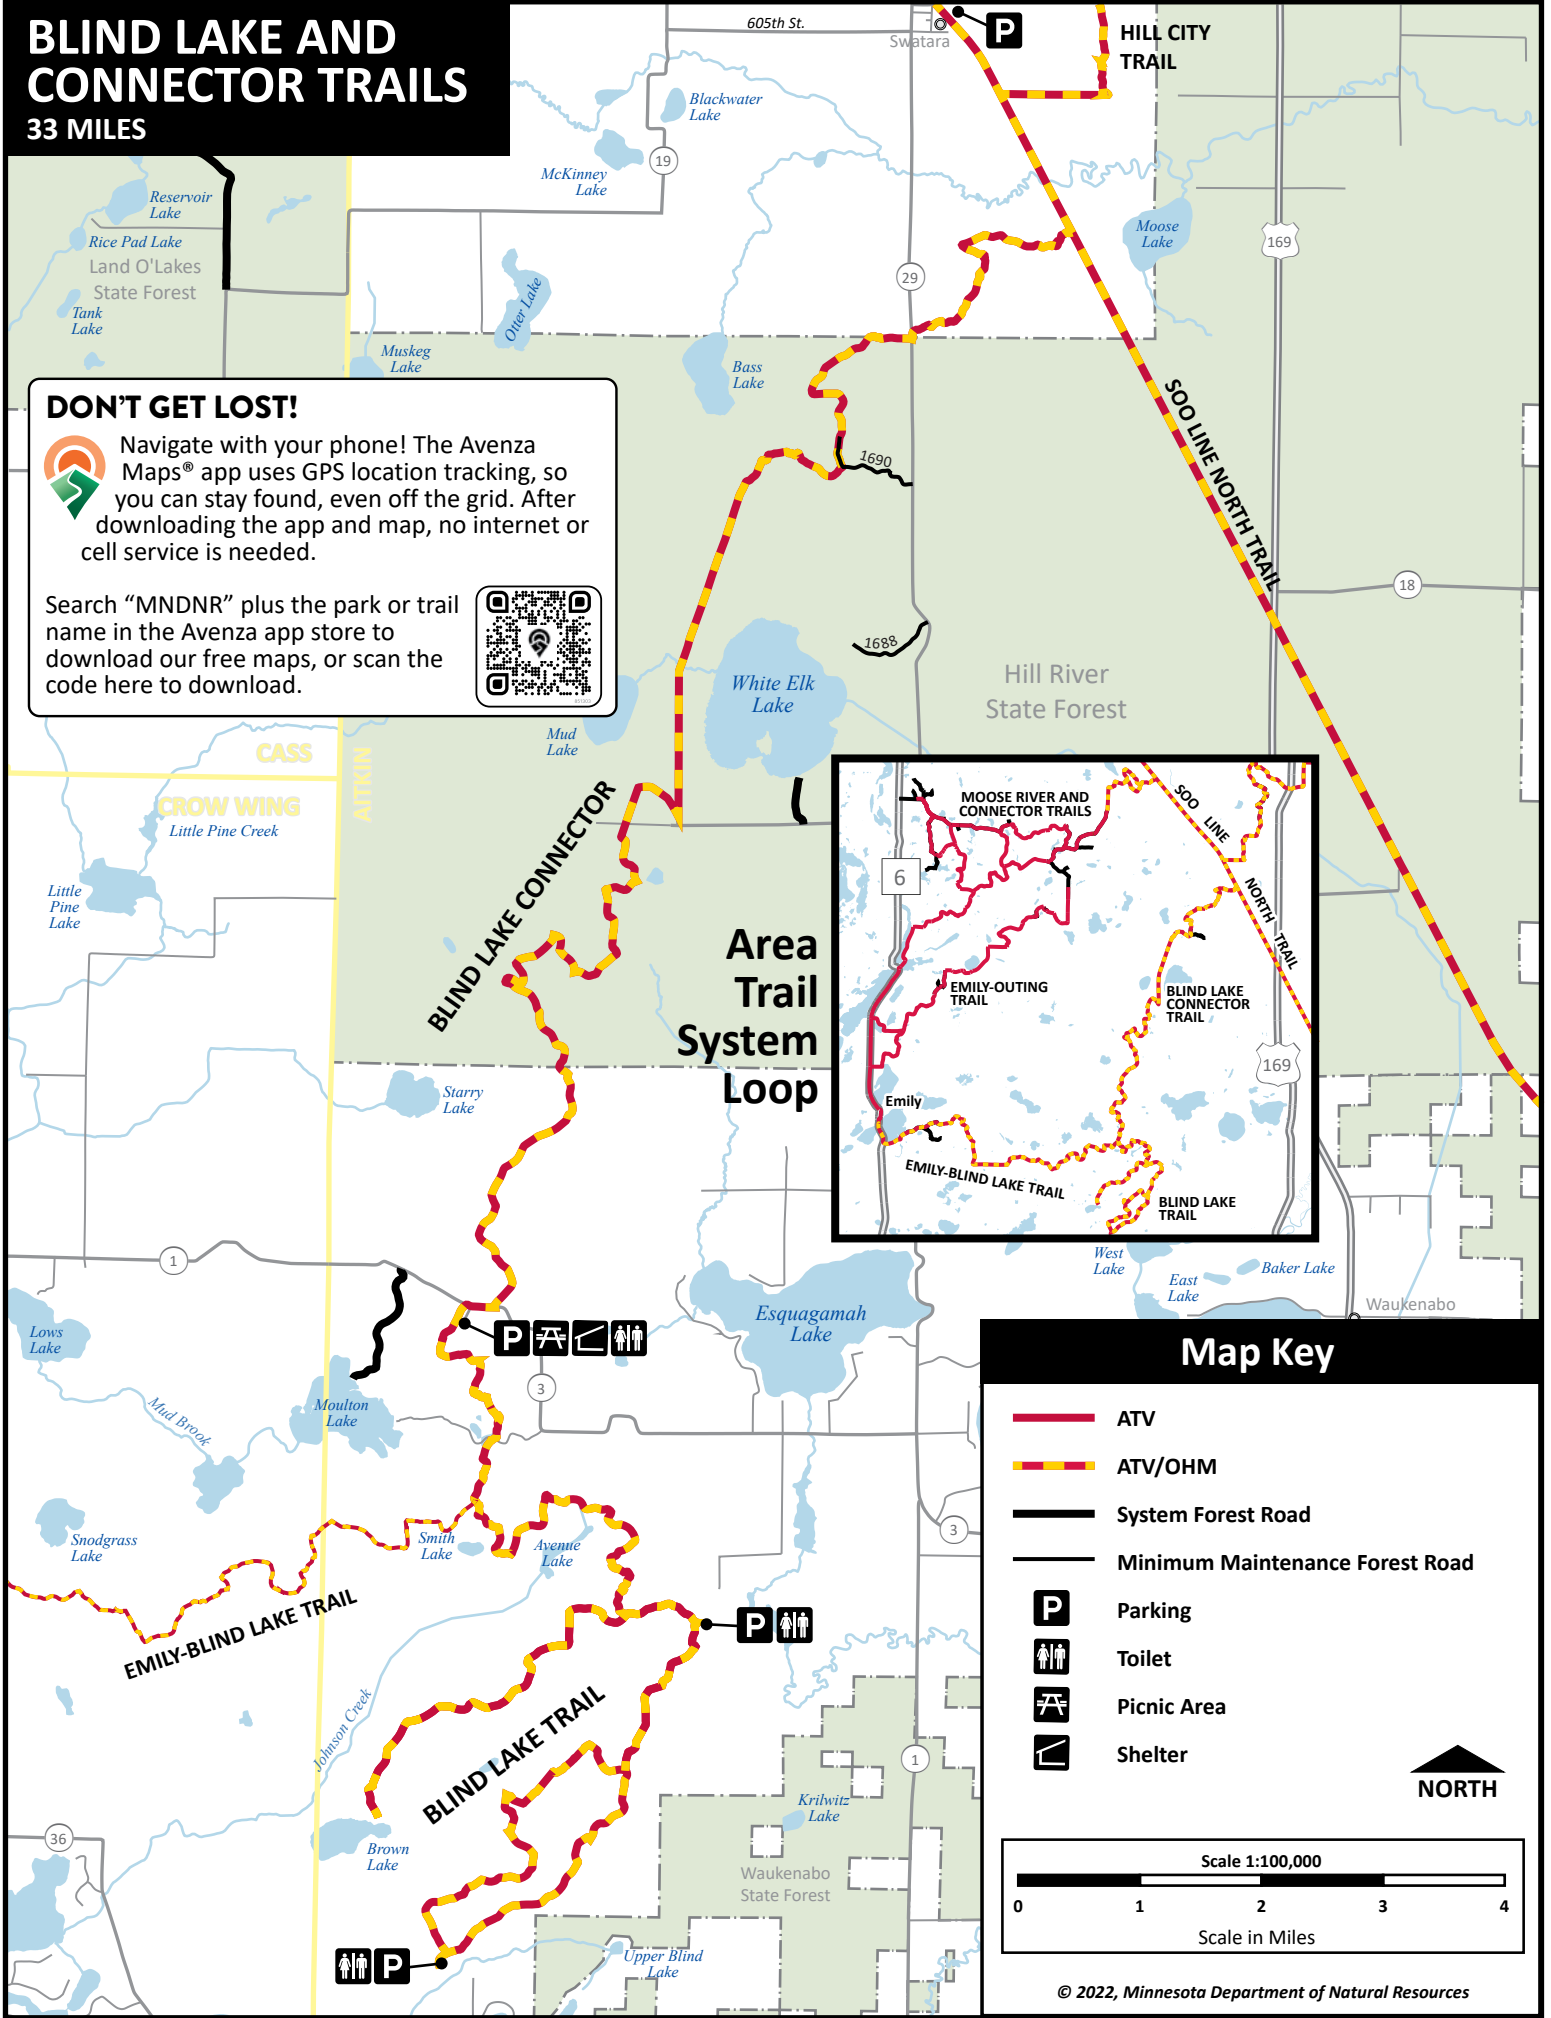 BLIND LAKE AND
CONNECTOR TRAILS
33 MILES
605th St.
Swatara
P
HILL CITY
TRAIL
Blackwater
Lake
McKinney
Lake
19
Reservoir
Lake
Rice Pad Lake
Land O'Lakes
State Forest
Tank
Lake
Otter Lake
Muskeg
Lake
Bass
Lake
29
Moose
Lake
169
DON'T GET LOST!
Navigate with your phone! The Avenza
Maps® app uses GPS location tracking, so
you can stay found, even off the grid. After
downloading the app and map, no internet or
cell service is needed.
Search “MNDNR” plus the park or trail
name in the Avenza app store to
download our free maps, or scan the
code here to download.
1690
SOO LINE NORTH TRAIL
18
1688
Hill River
State Forest
White Elk
Lake
Mud
Lake
CASS
CROW WING
AITKIN
Little Pine Creek
Little
Pine
Lake
BLIND LAKE CONNECTOR
Area
Trail
System
Loop
MOOSE RIVER AND
CONNECTOR TRAILS
SOO
LINE
NORTH
TRAIL
6
EMILY-OUTING
TRAIL
BLIND LAKE
CONNECTOR
TRAIL
169
Emily
EMILY-BLIND LAKE TRAIL
BLIND LAKE
TRAIL
Starry
Lake
1
West
Lake
East
Lake
Baker Lake
Waukenabo
Lows
Lake
Esquagamah
Lake
P
3
Mud Brook
Moulton
Lake
Snodgrass
Lake
Smith
Lake
Avenue
Lake
3
EMILY-BLIND LAKE TRAIL
P
Johnson Creek
BLIND LAKE TRAIL
1
Krilwitz
Lake
36
Brown
Lake
Waukenabo
State Forest
P
Upper Blind
Lake
Map Key
ATV
ATV/OHM
System Forest Road
Minimum Maintenance Forest Road
P
Parking
Toilet
Picnic Area
Shelter
NORTH
Scale 1:100,000
0 1 2 3 4
Scale in Miles
© 2022, Minnesota Department of Natural Resources